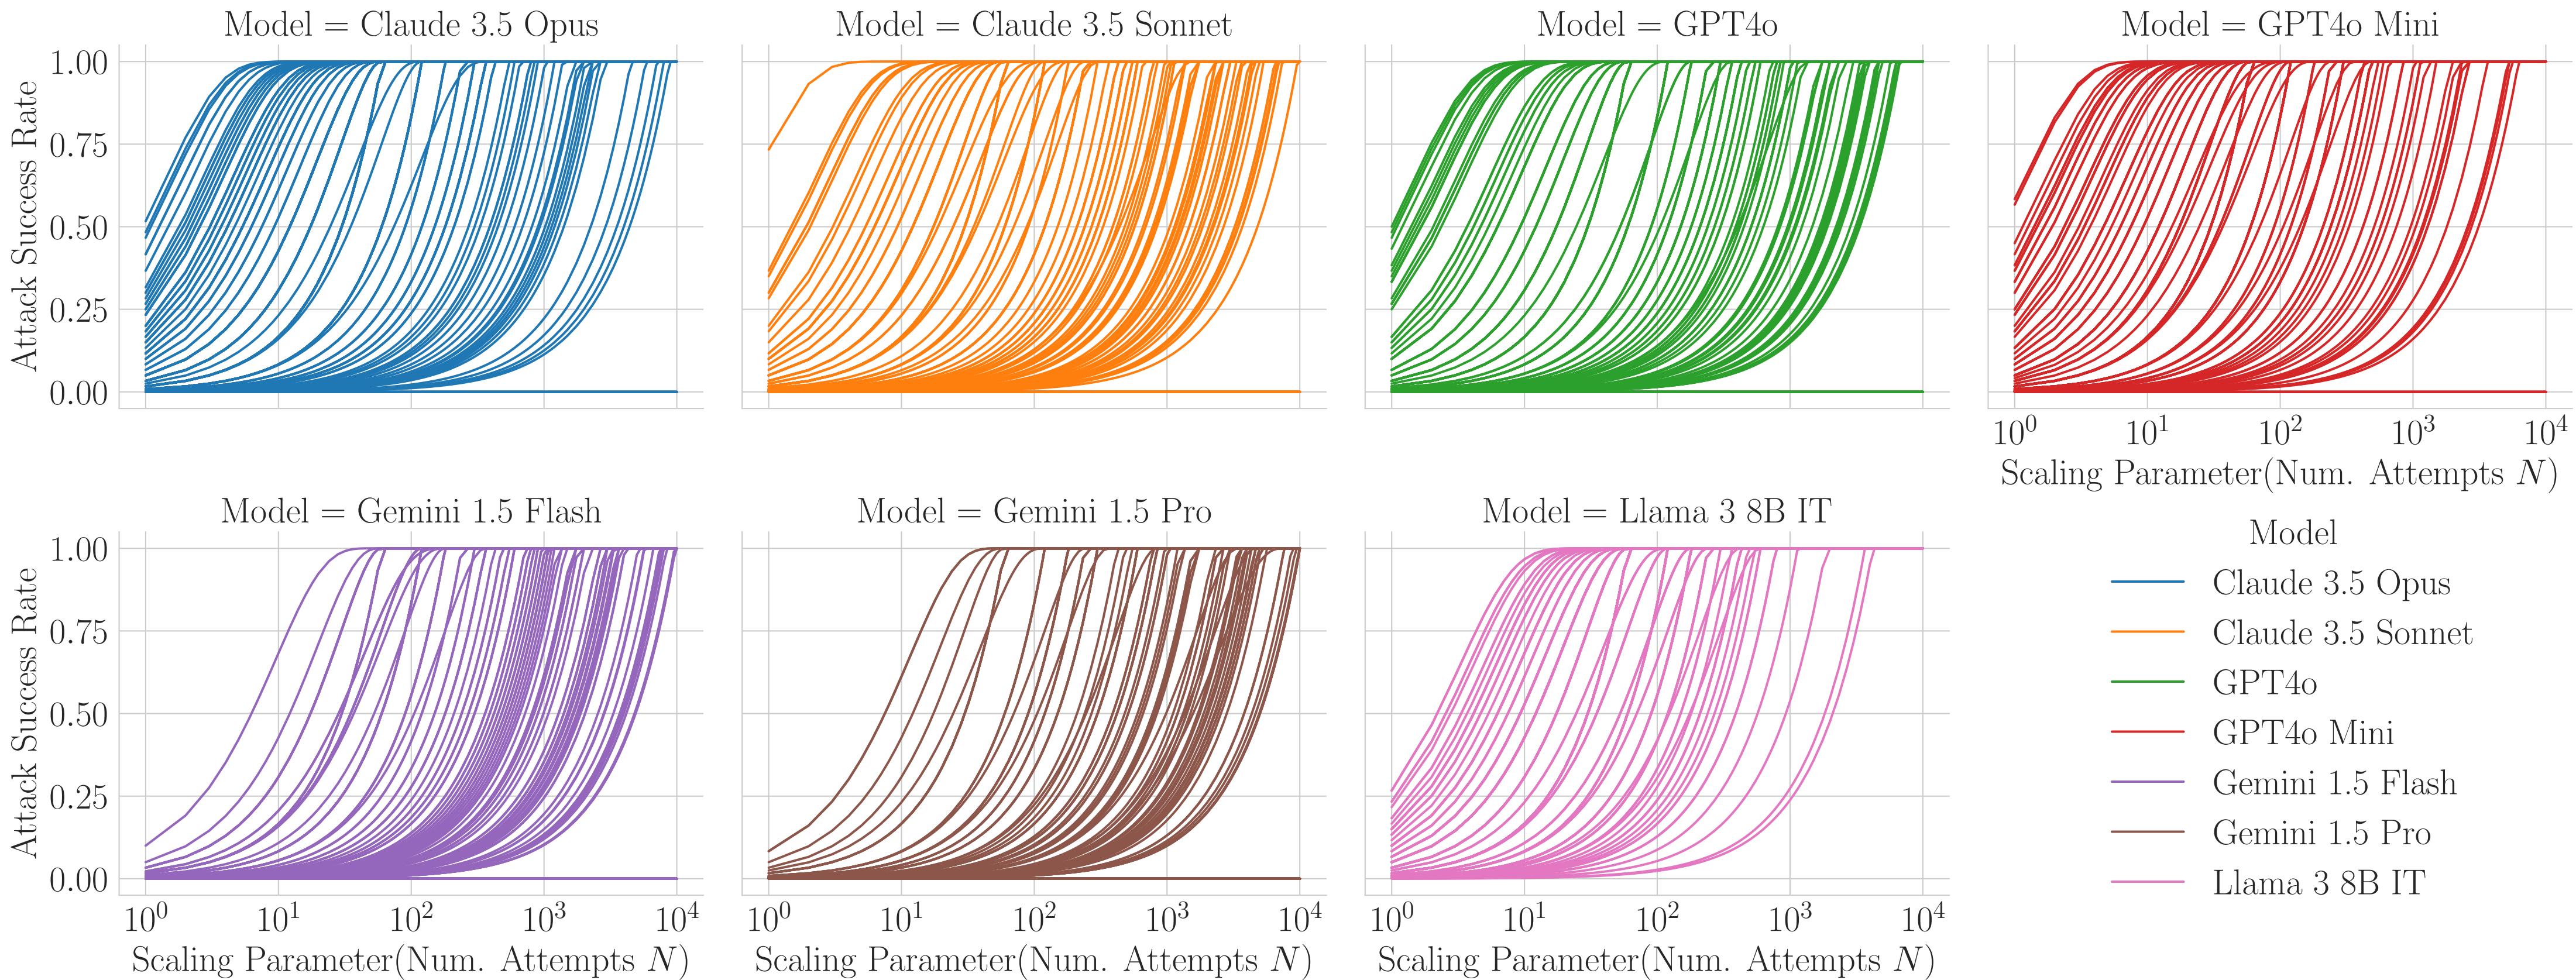 Model = Claude 3.5 Opus
Model = Claude 3.5 Sonnet
Model = GPT4o
Model = GPT4o Mini
Attack Success Rate
1.00
0.75
0.50
0.25
0.00
10^0 10^1 10^2 10^3 10^4
Scaling Parameter(Num. Attempts N)
Model = Gemini 1.5 Flash
Model = Gemini 1.5 Pro
Model = Llama 3 8B IT
Attack Success Rate
1.00
0.75
0.50
0.25
0.00
10^0 10^1 10^2 10^3 10^4
Scaling Parameter(Num. Attempts N)
10^0 10^1 10^2 10^3 10^4
Scaling Parameter(Num. Attempts N)
10^0 10^1 10^2 10^3 10^4
Scaling Parameter(Num. Attempts N)
Model
Claude 3.5 Opus
Claude 3.5 Sonnet
GPT4o
GPT4o Mini
Gemini 1.5 Flash
Gemini 1.5 Pro
Llama 3 8B IT